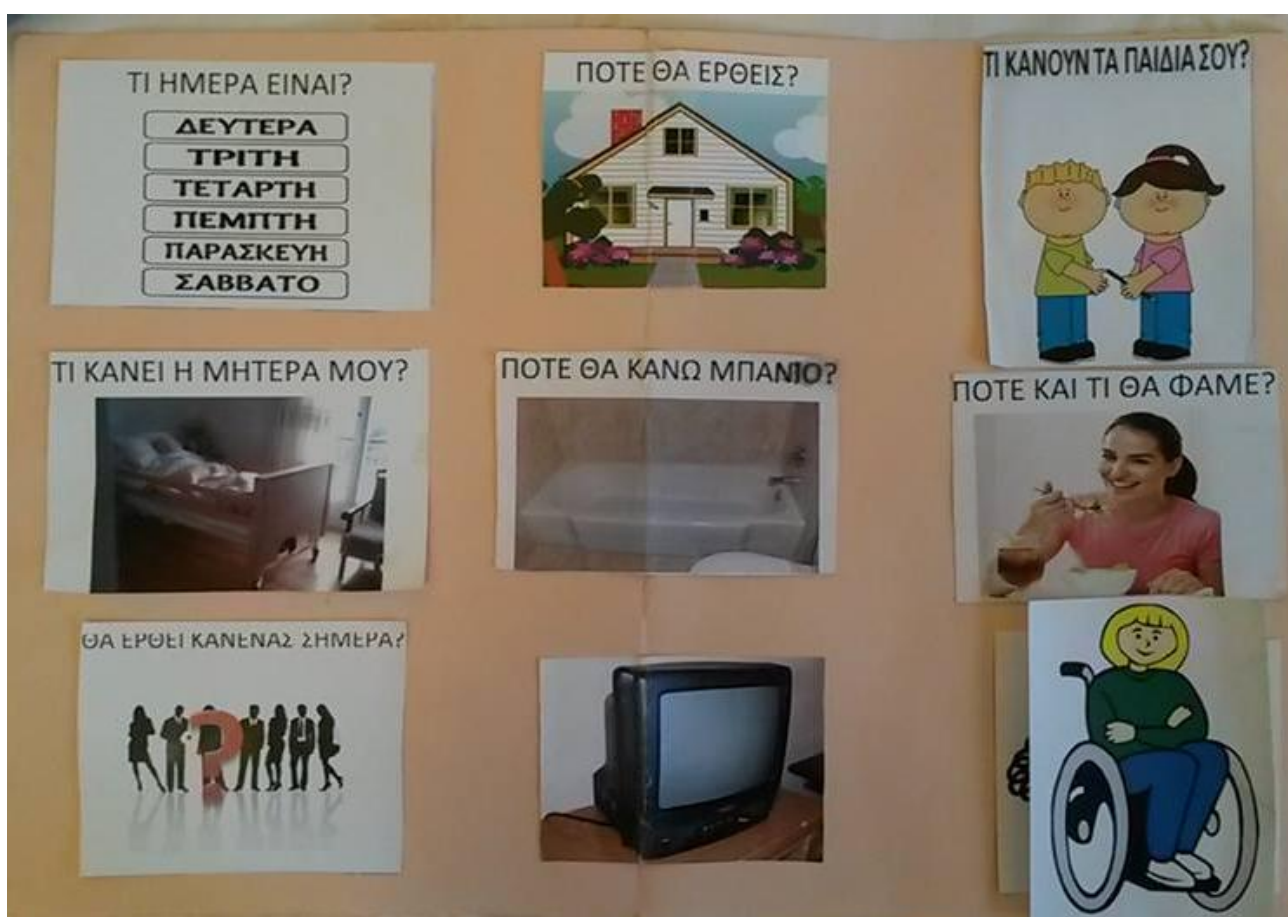 ΤΙ ΗΜΕΡΑ ΕΙΝΑΙ?
ΔΕΥΤΕΡΑ
ΤΡΙΤΗ
ΤΕΤΑΡΤΗ
ΠΕΜΠΤΗ
ΠΑΡΑΣΚΕΥΗ
ΣΑΒΒΑΤΟ
ΠΟΤΕ ΘΑ ΕΡΘΕΙΣ?
ΤΙ ΚΑΝΟΥΝ ΤΑ ΠΑΙΔΙΑ ΣΟΥ?
ΤΙ ΚΑΝΕΙ Η ΜΗΤΕΡΑ ΜΟΥ?
ΠΟΤΕ ΘΑ ΚΑΝΩ ΜΠΑΝΙΟ?
ΠΟΤΕ ΚΑΙ ΤΙ ΘΑ ΦΑΜΕ?
ΘΑ ΕΡΘΕΙ ΚΑΝΕΝΑΣ ΣΗΜΕΡΑ?
?